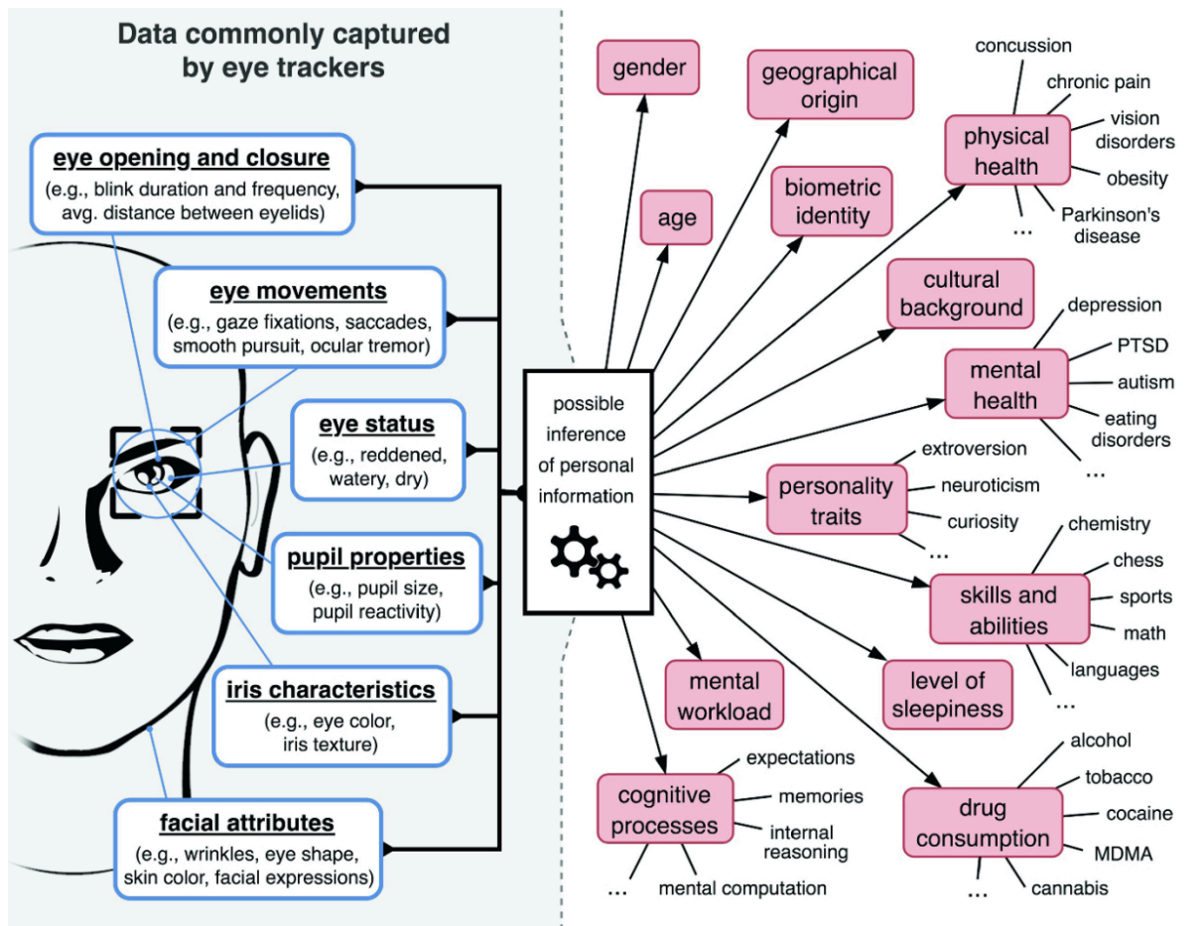 Data commonly captured
by eye trackers
eye opening and closure
(e.g., blink duration and frequency,
avg. distance between eyelids)
eye movements
(e.g., gaze fixations, saccades,
smooth pursuit, ocular tremor)
eye status
(e.g., reddened,
watery, dry)
pupil properties
(e.g., pupil size,
pupil reactivity)
iris characteristics
(e.g., eye color,
iris texture)
facial attributes
(e.g., wrinkles, eye shape,
skin color, facial expressions)
possible
inference
of personal
information
gender
geographical
origin
age
biometric
identity
physical
health
concussion
chronic pain
vision
disorders
obesity
Parkinson's
disease
...
cultural
background
mental
health
depression
PTSD
autism
eating
disorders
...
personality
traits
extroversion
neuroticism
curiosity
...
skills and
abilities
chemistry
chess
sports
math
languages
...
mental
workload
level of
sleepiness
cognitive
processes
expectations
memories
internal
reasoning
mental computation
...
drug
consumption
alcohol
tobacco
cocaine
MDMA
cannabis
...